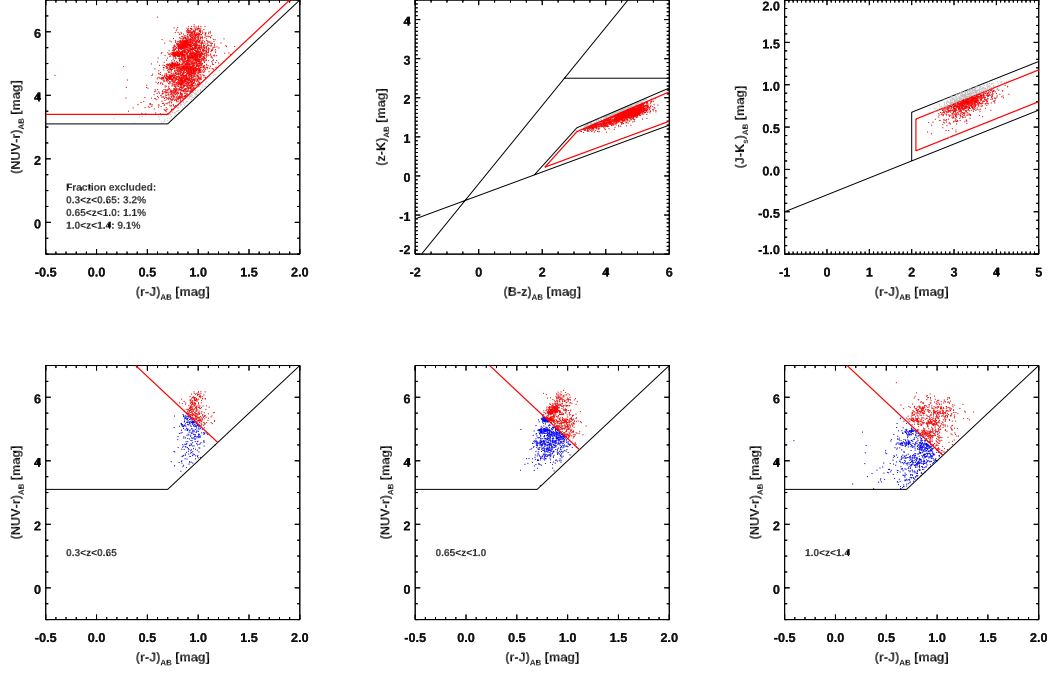 6
4
2
0
(NUV-r)AB [mag]
Fraction excluded:
0.3<z<0.65: 3.2%
0.65<z<1.0: 1.1%
1.0<z<1.4: 9.1%
-0.5 0.0 0.5 1.0 1.5 2.0
(r-J)AB [mag]
4
3
2
1
0
-1
-2
(z-K)AB [mag]
-2 0 2 4 6
(B-z)AB [mag]
2.0
1.5
1.0
0.5
0.0
-0.5
-1.0
(J-Ks)AB [mag]
-1 0 1 2 3 4 5
(r-J)AB [mag]
6
4
2
0
(NUV-r)AB [mag]
0.3<z<0.65
-0.5 0.0 0.5 1.0 1.5 2.0
(r-J)AB [mag]
6
4
2
0
(NUV-r)AB [mag]
0.65<z<1.0
-0.5 0.0 0.5 1.0 1.5 2.0
(r-J)AB [mag]
6
4
2
0
(NUV-r)AB [mag]
1.0<z<1.4
-0.5 0.0 0.5 1.0 1.5 2.0
(r-J)AB [mag]